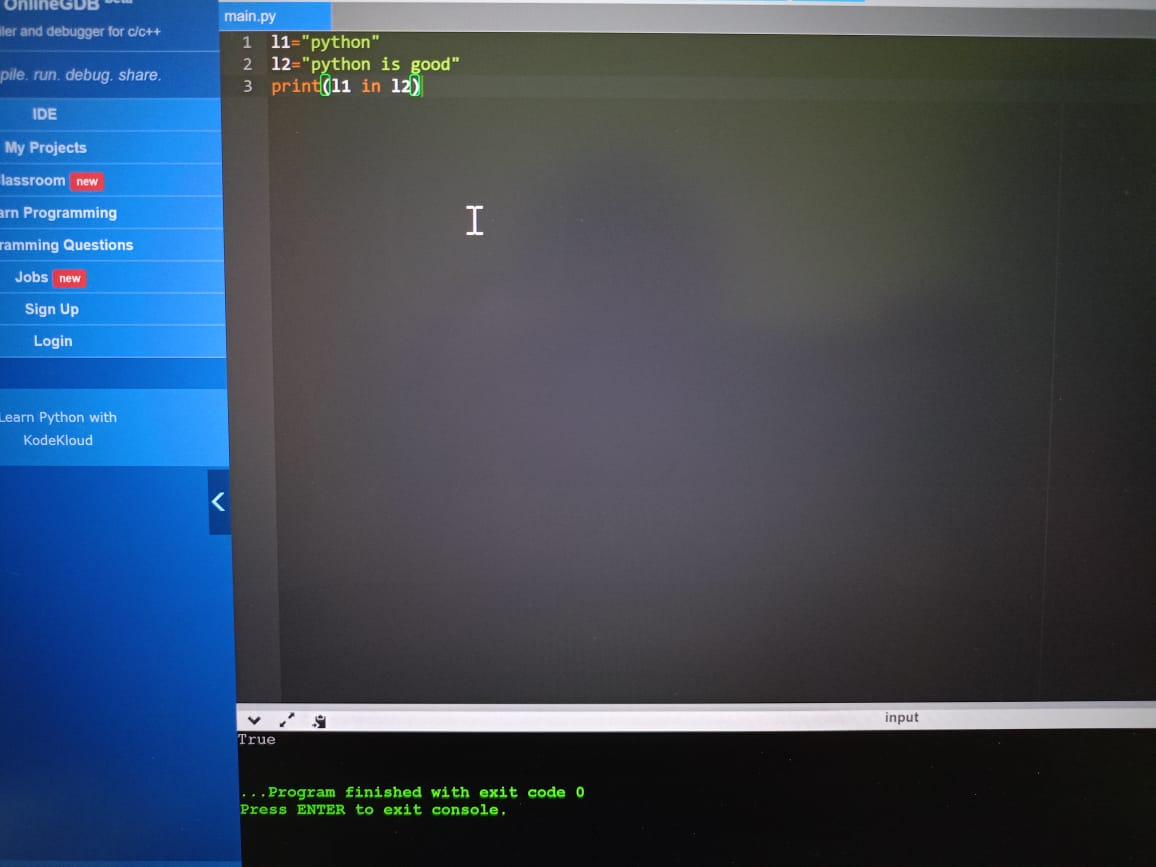 OnlineGDB beta
iler and debugger for c/c++
pile. run. debug. share.
IDE
My Projects
lassroom new
arn Programming
ramming Questions
Jobs new
Sign Up
Login
Learn Python with
KodeKloud
main.py
1 l1="python"
2 l2="python is good"
3 print(l1 in l2)
input
True
...Program finished with exit code 0
Press ENTER to exit console.